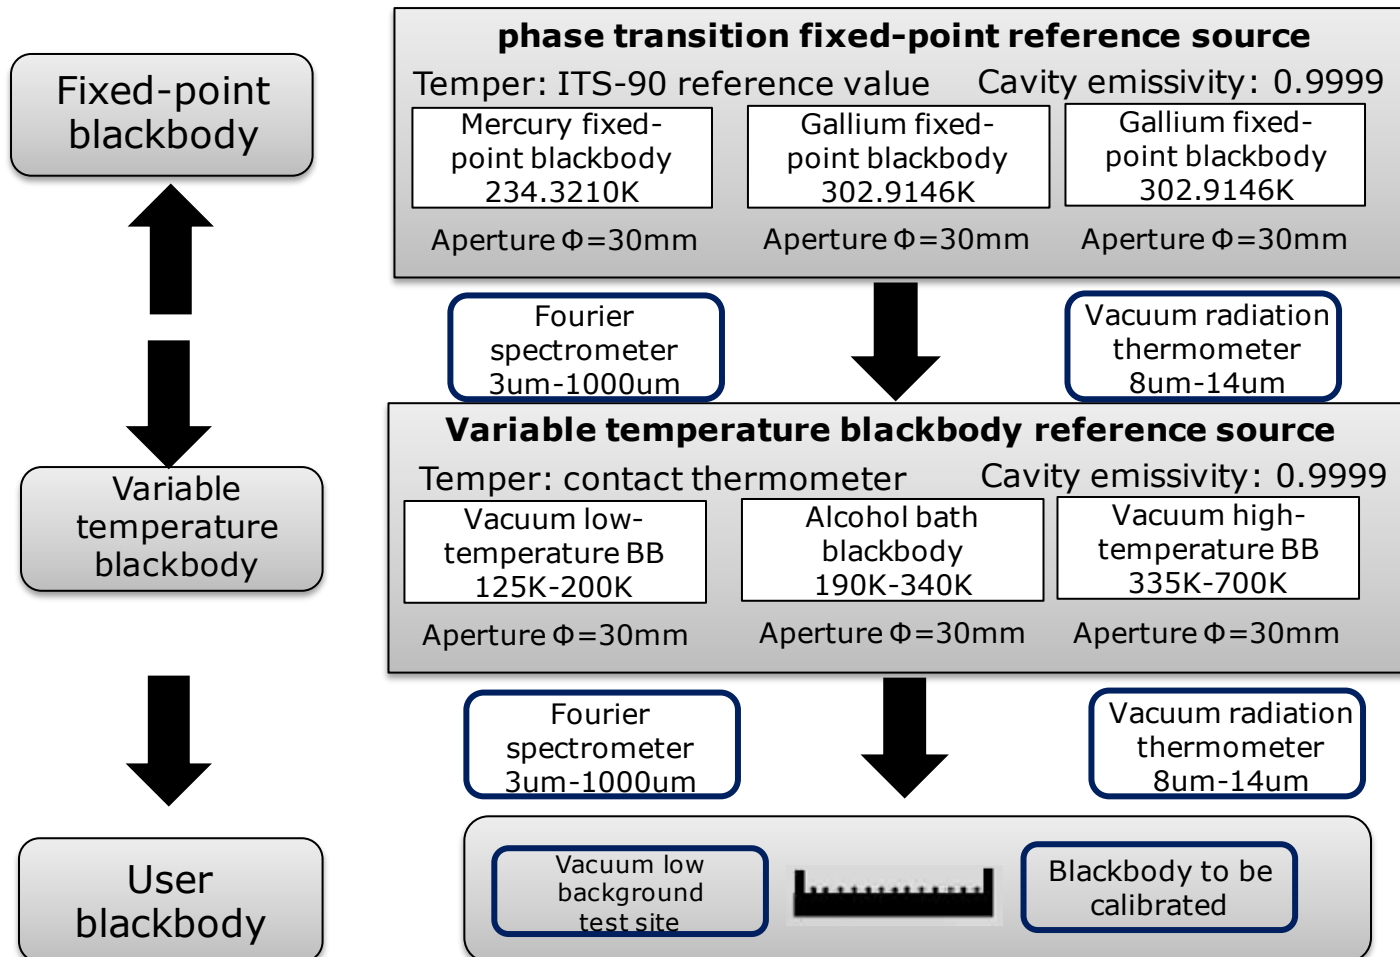 Fixed-point
blackbody
phase transition fixed-point reference source
Temper: ITS-90 reference value
Cavity emissivity: 0.9999
Mercury fixed-
point blackbody
234.3210K
Gallium fixed-
point blackbody
302.9146K
Gallium fixed-
point blackbody
302.9146K
Aperture Φ=30mm
Aperture Φ=30mm
Aperture Φ=30mm
Fourier
spectrometer
3um-1000um
Vacuum radiation
thermometer
8um-14um
Variable
temperature
blackbody
Variable temperature blackbody reference source
Temper: contact thermometer
Cavity emissivity: 0.9999
Vacuum low-
temperature BB
125K-200K
Alcohol bath
blackbody
190K-340K
Vacuum high-
temperature BB
335K-700K
Aperture Φ=30mm
Aperture Φ=30mm
Aperture Φ=30mm
Fourier
spectrometer
3um-1000um
Vacuum radiation
thermometer
8um-14um
User
blackbody
Vacuum low
background
test site
Blackbody to be
calibrated